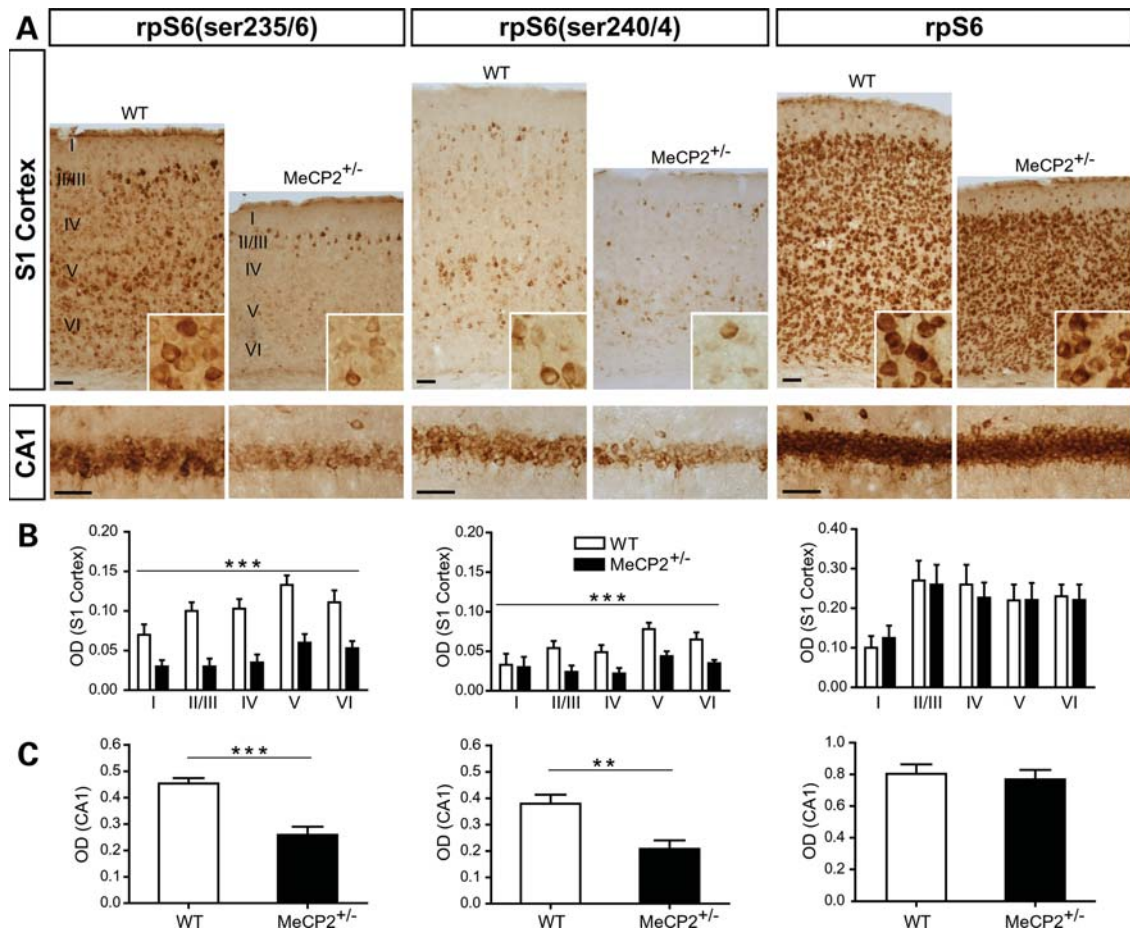 A
rpS6(ser235/6) rpS6(ser240/4) rpS6
S1 Cortex
WT WT WT
MeCP2+/- MeCP2+/- MeCP2+/-
I I
II/III II/III
IV IV
V V
VI VI
CA1
B
OD (S1 Cortex) OD (S1 Cortex) OD (S1 Cortex)
0.20 0.20 0.40
0.15 0.15 0.30
0.10 0.10 0.20
0.05 0.05 0.10
0.00 0.00 0.00
*** ***
WT
MeCP2+/-
I II/III IV V VI I II/III IV V VI I II/III IV V VI
C
OD (CA1) OD (CA1) OD (CA1)
0.6 0.6 1.0
0.5 0.5 0.8
0.4 0.4 0.6
0.3 0.3 0.4
0.2 0.2 0.2
0.1 0.1 0.0
0.0 0.0
*** **
WT MeCP2+/- WT MeCP2+/- WT MeCP2+/-